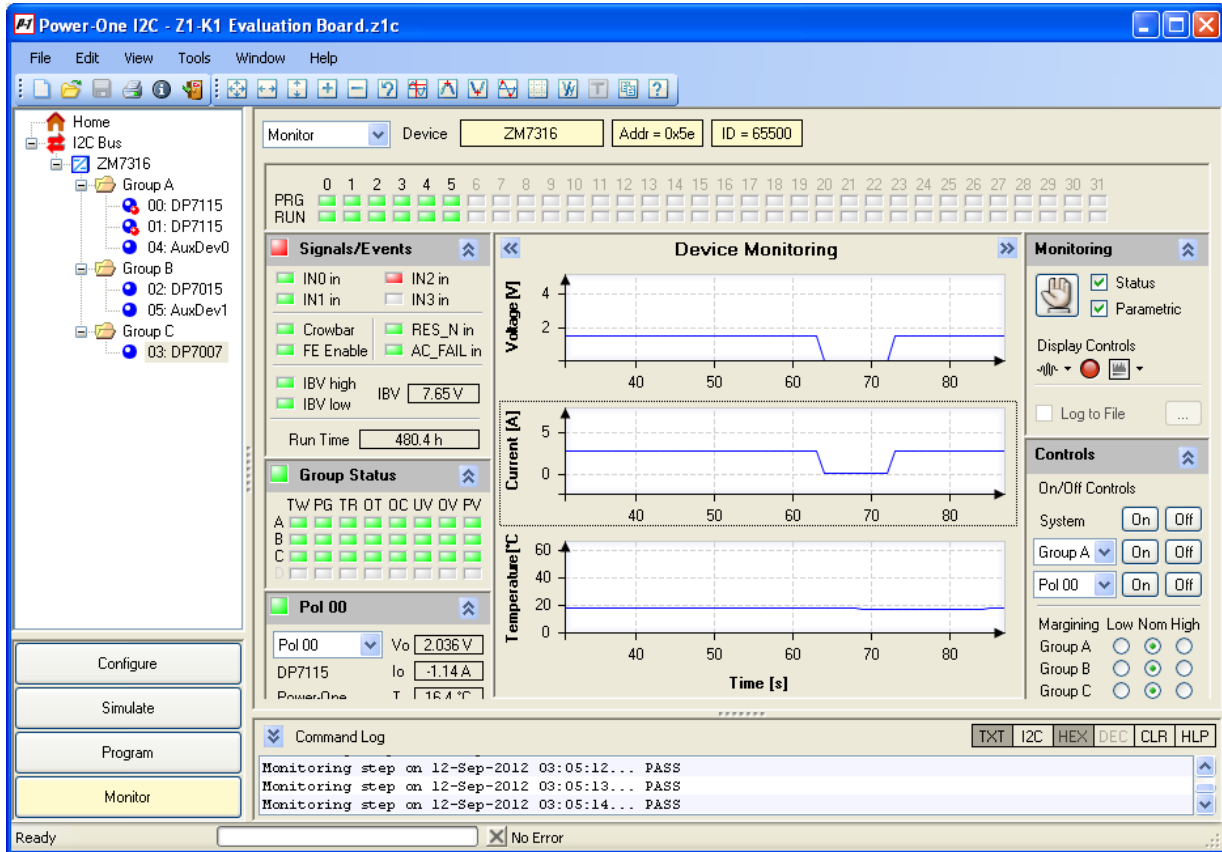 Power-One I2C - Z1-K1 Evaluation Board.z1c
File Edit View Tools Window Help
Home
I2C Bus
ZM7316
Group A
00: DP7115
01: DP7115
04: AuxDev0
Group B
02: DP7015
05: AuxDev1
Group C
03: DP7007
Configure
Simulate
Program
Monitor
Monitor Device ZM7316 Addr = 0x5e ID = 65500
0 1 2 3 4 5 6 7 8 9 10 11 12 13 14 15 16 17 18 19 20 21 22 23 24 25 26 27 28 29 30 31
PRG
RUN
Signals/Events
IN0 in IN2 in
IN1 in IN3 in
Crowbar RES_N in
FE Enable AC_FAIL in
IBV high
IBV 7.65 V
IBV low
Run Time 480.4 h
Group Status
TW PG TR OT OC UV OV PV
A
B
C
D
Pol 00
Pol 00 Vo 2.036 V
DP7115 Io -1.14 A
Power-One T 16.4 °C
Device Monitoring
Voltage [V]
4
2
40 50 60 70 80
Current [A]
5
0
40 50 60 70 80
Temperature [°C]
60
40
20
0
40 50 60 70 80
Time [s]
Monitoring
Status
Parametric
Display Controls
Log to File ...
Controls
On/Off Controls
System On Off
Group A On Off
Pol 00 On Off
Margining Low Nom High
Group A
Group B
Group C
Command Log TXT I2C HEX DEC CLR HLP
Monitoring step on 12-Sep-2012 03:05:12... PASS
Monitoring step on 12-Sep-2012 03:05:13... PASS
Monitoring step on 12-Sep-2012 03:05:14... PASS
Ready No Error